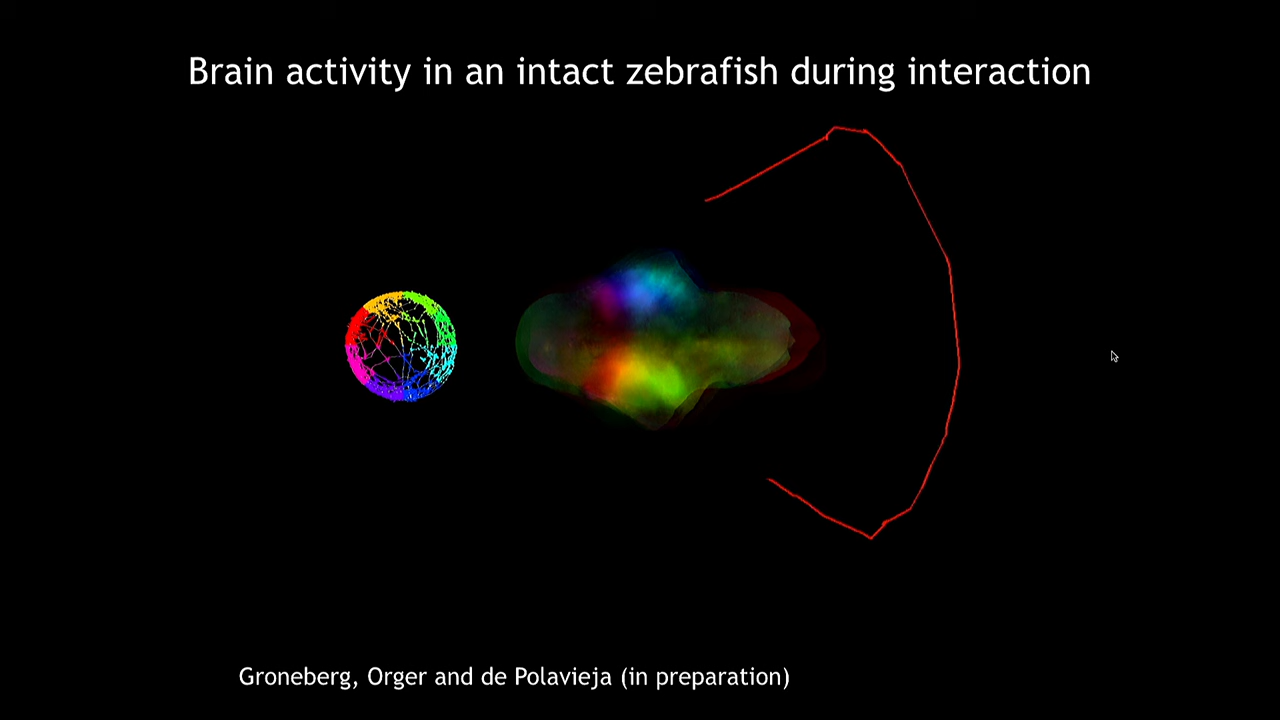 Brain activity in an intact zebrafish during interaction
Groneberg, Orger and de Polavieja (in preparation)